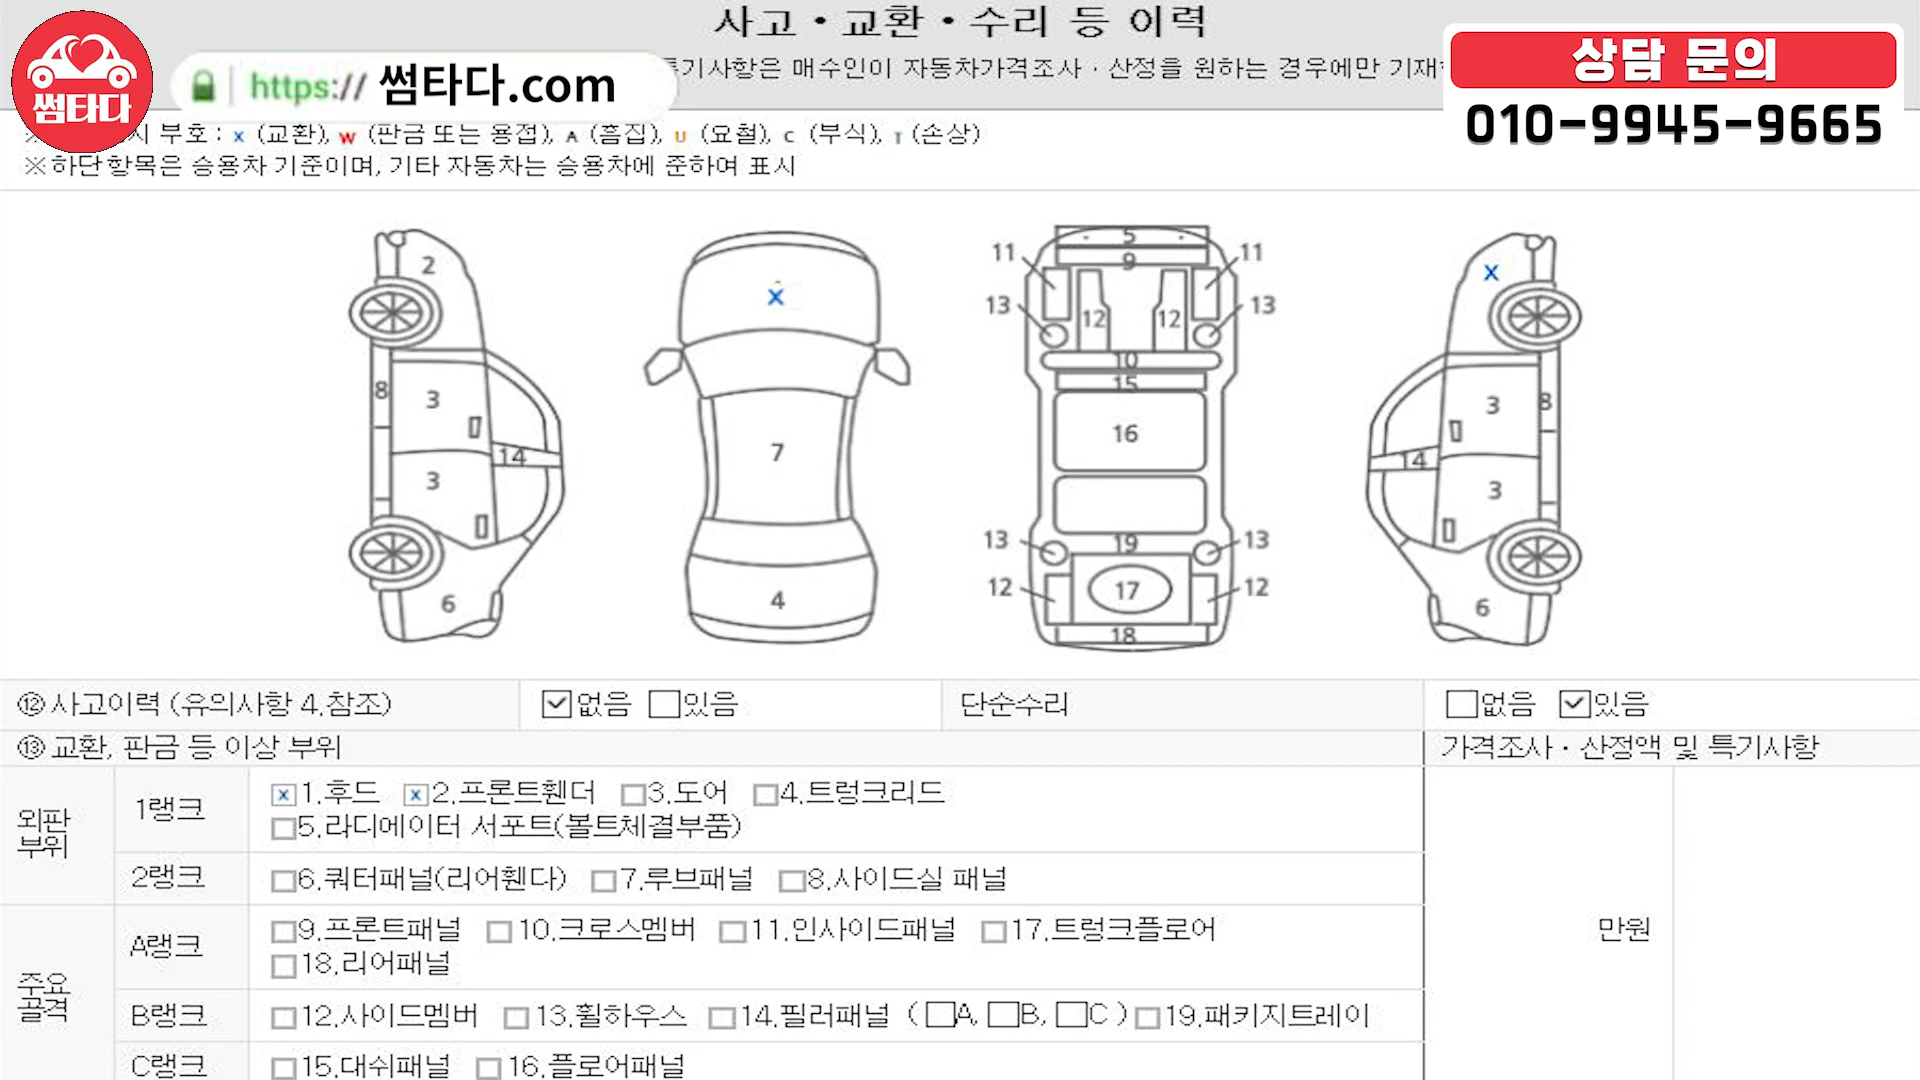 사고・교환・수리 등 이력
썸타다
https:// 썸타다.com
특기사항은 매수인이 자동차가격조사・산정을 원하는 경우에만 기재
상담 문의
010-9945-9665
부호 : X (교환), W (판금 또는 용접), A (흠집), U (요철), C (부식), T (손상)
※하단항목은 승용차 기준이며, 기타 자동차는 승용차에 준하여 표시
2
8
3
14
3
6
X
7
4
5
11
9
11
13
12
12
13
10
15
16
13
19
13
12
17
12
18
X
3
8
14
3
6
⑫사고이력 (유의사항 4.참조)
없음 있음
단순수리
없음 있음
⑬교환, 판금 등 이상 부위
가격조사・산정액 및 특기사항
외판
부위
1랭크
X 1.후드 X 2.프론트휀더 3.도어 4.트렁크리드
5.라디에이터 서포트(볼트체결부품)
2랭크
6.쿼터패널(리어휀다) 7.루브패널 8.사이드실 패널
주요
골격
A랭크
9.프론트패널 10.크로스멤버 11.인사이드패널 17.트렁크플로어
18.리어패널
만원
B랭크
12.사이드멤버 13.휠하우스 14.필러패널 ( A, B, C ) 19.패키지트레이
C랭크
15.대쉬패널 16.플로어패널